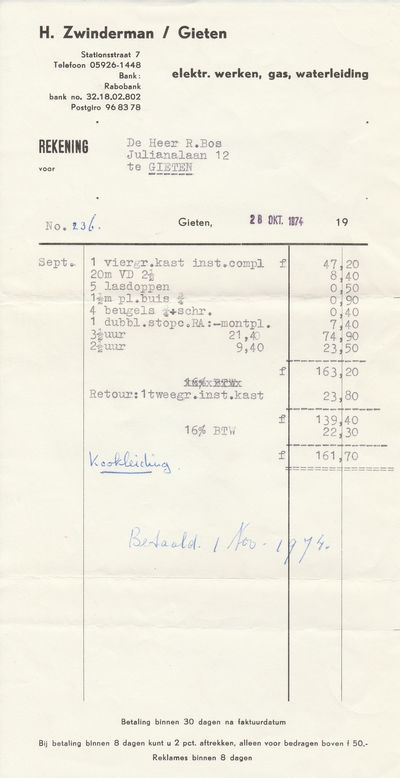 H. Zwinderman / Gieten
Stationsstraat 7
Telefoon 05926-1448
Bank:
Rabobank
bank no. 32.18.02.802
Postgiro 96 83 78
elektr. werken, gas, waterleiding
REKENING
voor
De Heer R.Bos
Julianalaan 12
te GIETEN
No. 236.
Gieten, 28 OKT. 1974 19
Sept. 1 viergr.kast inst.compl f 47,20
20m VD 2½ 8,40
5 lasdoppen 0,50
1½m pl.buis ¾ 0,90
4 beugels ¾+schr. 0,40
1 dubbl.stopc.RA:-montpl. 7,40
3½uur 21,40 74,90
2½uur 9,40 23,50
f 163,20
16% BTW
Retour:1tweegr.inst.kast 23,80
f 139,40
16% BTW 22,30
f 161,70
Kookleiding.
Betaald. 1 Nov. 1974.
Betaling binnen 30 dagen na faktuurdatum
Bij betaling binnen 8 dagen kunt u 2 pct. aftrekken, alleen voor bedragen boven f 50.-
Reklames binnen 8 dagen